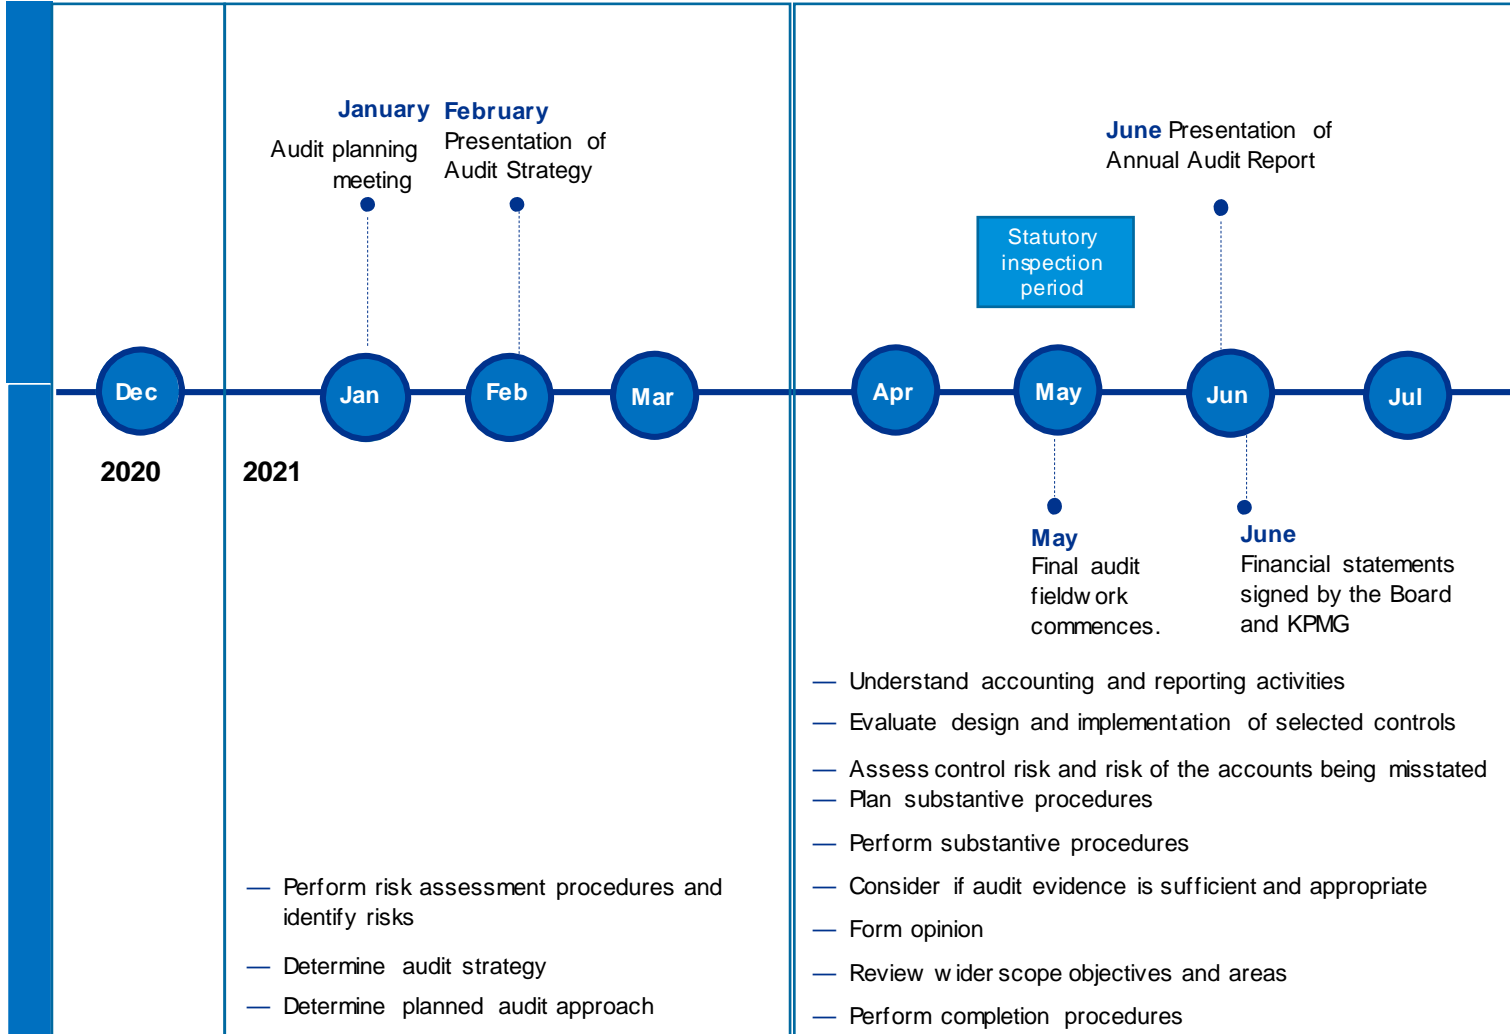 January
Audit planning
meeting
February
Presentation of
Audit Strategy
June Presentation of
Annual Audit Report
Statutory
inspection
period
Dec
Jan
Feb
Mar
Apr
May
Jun
Jul
2020
2021
May
Final audit
fieldwork
commences.
June
Financial statements
signed by the Board
and KPMG
— Perform risk assessment procedures and
identify risks
— Determine audit strategy
— Determine planned audit approach
— Understand accounting and reporting activities
— Evaluate design and implementation of selected controls
— Assess control risk and risk of the accounts being misstated
— Plan substantive procedures
— Perform substantive procedures
— Consider if audit evidence is sufficient and appropriate
— Form opinion
— Review wider scope objectives and areas
— Perform completion procedures